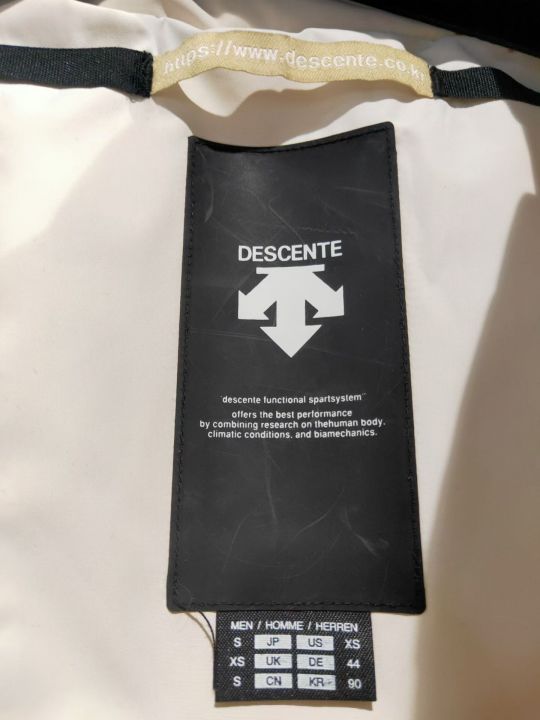 https://www.descente.co.kr
DESCENTE
"descente functional spartsystem"
offers the best performance
by combining research on thehuman body,
climatic conditions, and biamechanics.
MEN / HOMME / HERREN
S JP US XS
XS UK DE 44
S CN KR 90